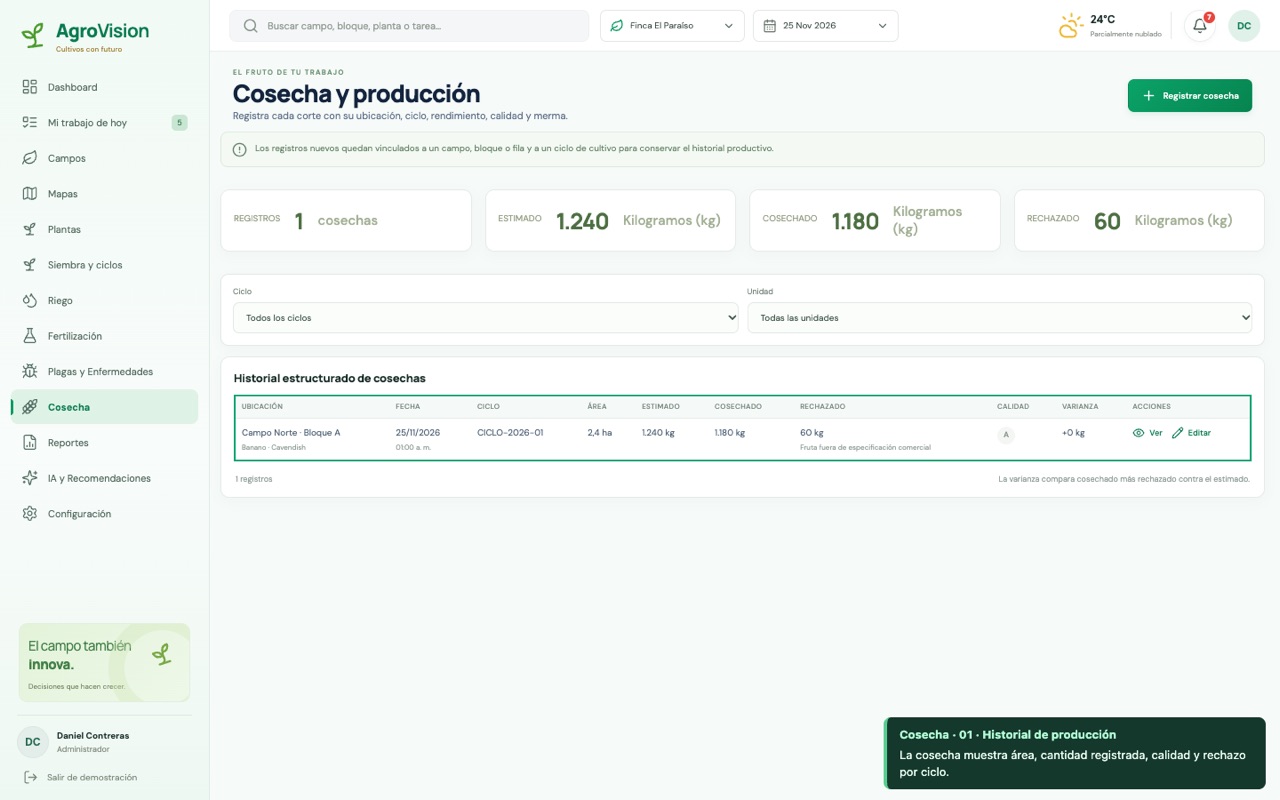 AgroVision
Cultivos con futuro
Dashboard
Mi trabajo de hoy 5
Campos
Mapas
Plantas
Siembra y ciclos
Riego
Fertilización
Plagas y Enfermedades
Cosecha
Reportes
IA y Recomendaciones
Configuración
El campo también
innova.
Decisiones que hacen crecer.
DC
Daniel Contreras
Administrador
Salir de demostración
Buscar campo, bloque, planta o tarea...
Finca El Paraíso
25 Nov 2026
24°C
Parcialmente nublado
7
DC
EL FRUTO DE TU TRABAJO
Cosecha y producción
Registra cada corte con su ubicación, ciclo, rendimiento, calidad y merma.
Registrar cosecha
Los registros nuevos quedan vinculados a un campo, bloque o fila y a un ciclo de cultivo para conservar el historial productivo.
REGISTROS 1 cosechas
ESTIMADO 1.240 Kilogramos (kg)
COSECHADO 1.180 Kilogramos (kg)
RECHAZADO 60 Kilogramos (kg)
Ciclo
Todos los ciclos
Unidad
Todas las unidades
Historial estructurado de cosechas
UBICACIÓN FECHA CICLO ÁREA ESTIMADO COSECHADO RECHAZADO CALIDAD VARIANZA ACCIONES
Campo Norte · Bloque A 25/11/2026 CICLO-2026-01 2,4 ha 1.240 kg 1.180 kg 60 kg A +0 kg Ver Editar
Banano · Cavendish 01:00 a. m. Fruta fuera de especificación comercial
1 registros
La varianza compara cosechado más rechazado contra el estimado.
Cosecha · 01 · Historial de producción
La cosecha muestra área, cantidad registrada, calidad y rechazo
por ciclo.